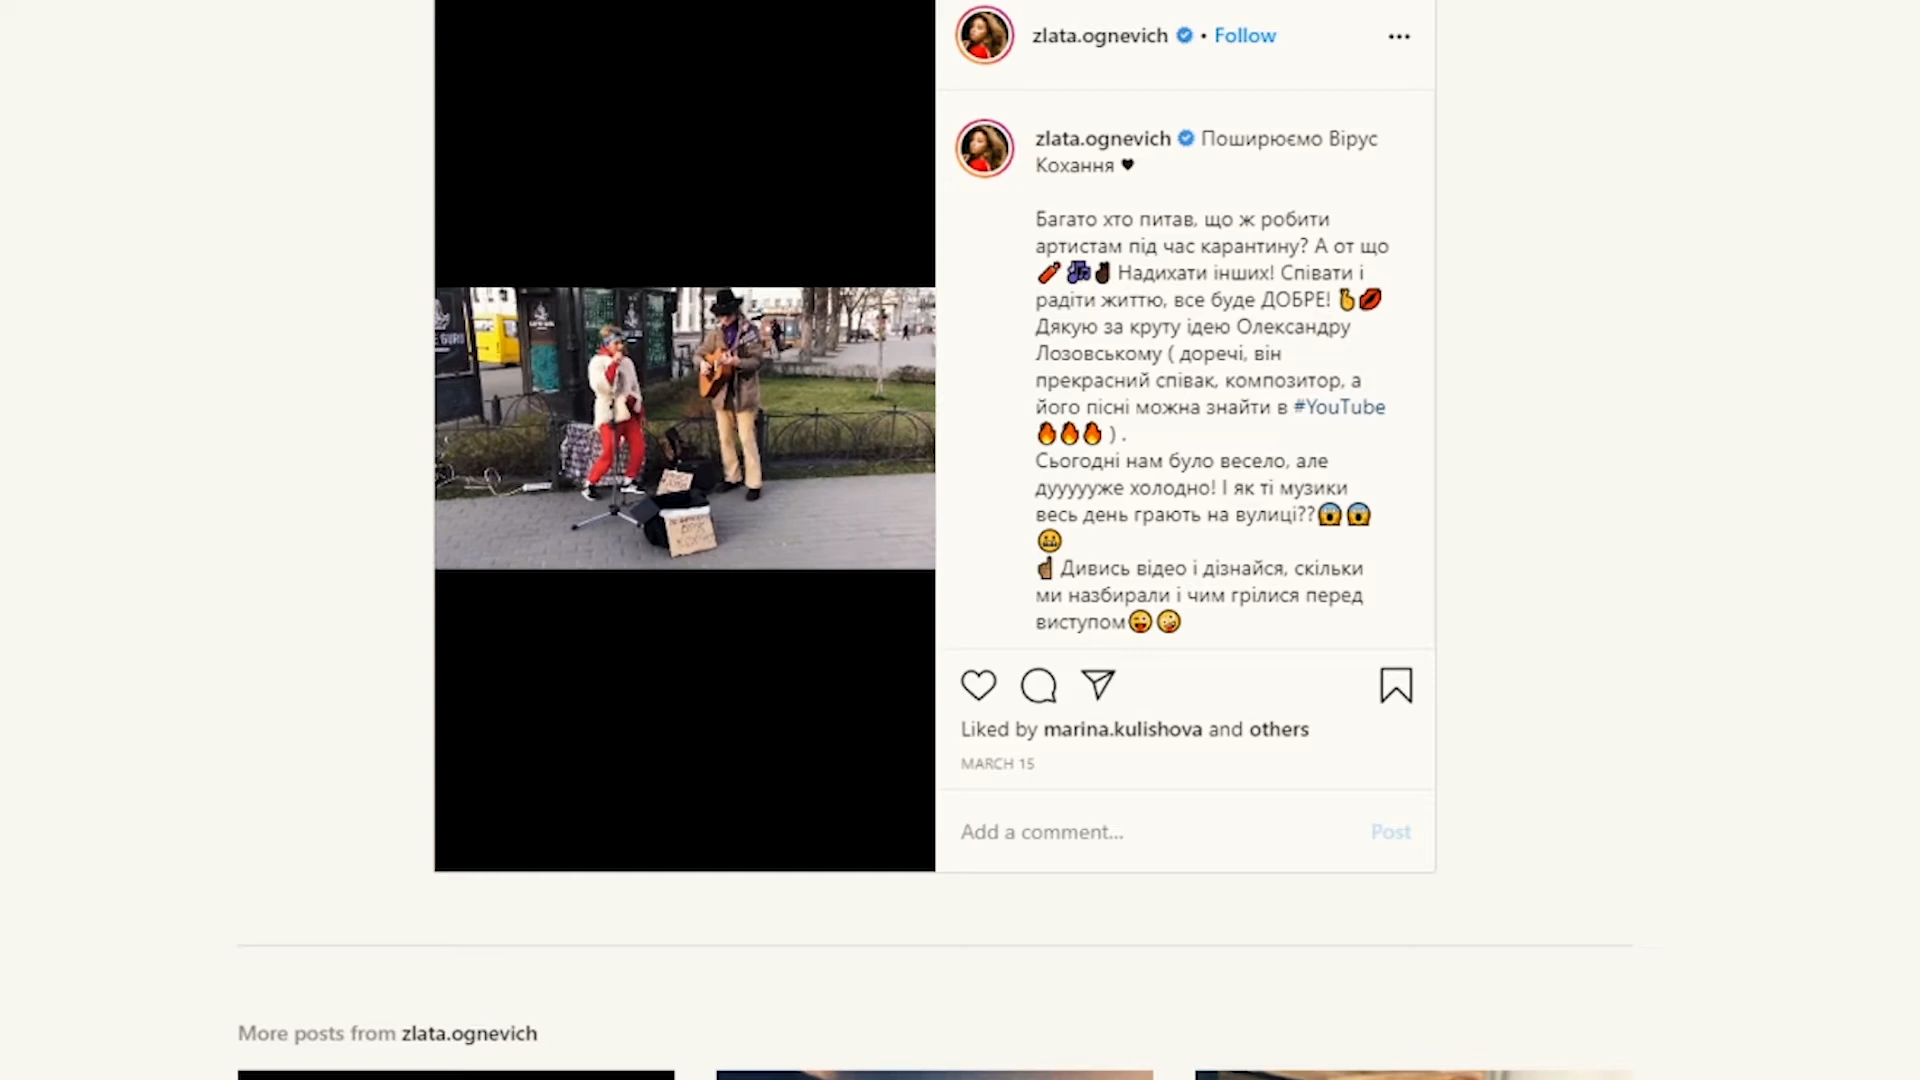 zlata.ognevich • Follow
zlata.ognevich Поширюємо Вірус
Кохання ♥
Багато хто питав, що ж робити
артистам під час карантину? А от що
Надихати інших! Співати і
радіти життю, все буде ДОБРЕ!
Дякую за круту ідею Олександру
Лозовському ( доречі, він
прекрасний співак, композитор, а
його пісні можна знайти в #YouTube
🔥🔥🔥 ) .
Сьогодні нам було весело, але
дуууууже холодно! І як ті музики
весь день грають на вулиці??😱😱
😬
☝🏾 Дивись відео і дізнайся, скільки
ми назбирали і чим грілися перед
виступом😜🤪
Liked by marina.kulishova and others
MARCH 15
Add a comment...
Post
More posts from zlata.ognevich